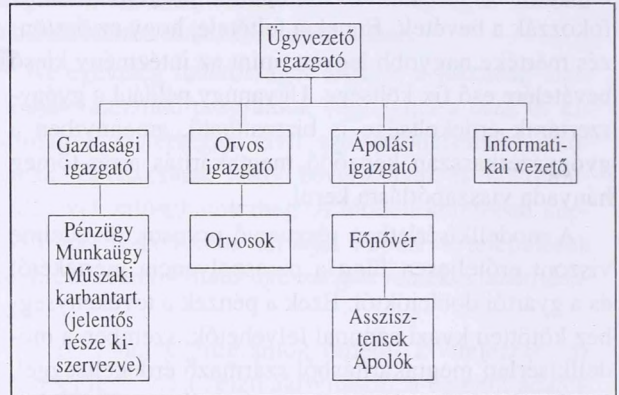 Ügyvezető
igazgató
Gazdasági
igazgató
Orvos
igazgató
Ápolási
igazgató
Informati-
kai vezető
Pénzügy
Munkaügy
Műszaki
karbantart.
(jelentős
része ki-
szervezve)
Orvosok
Főnővér
Assziszt-
tensek
Ápolók